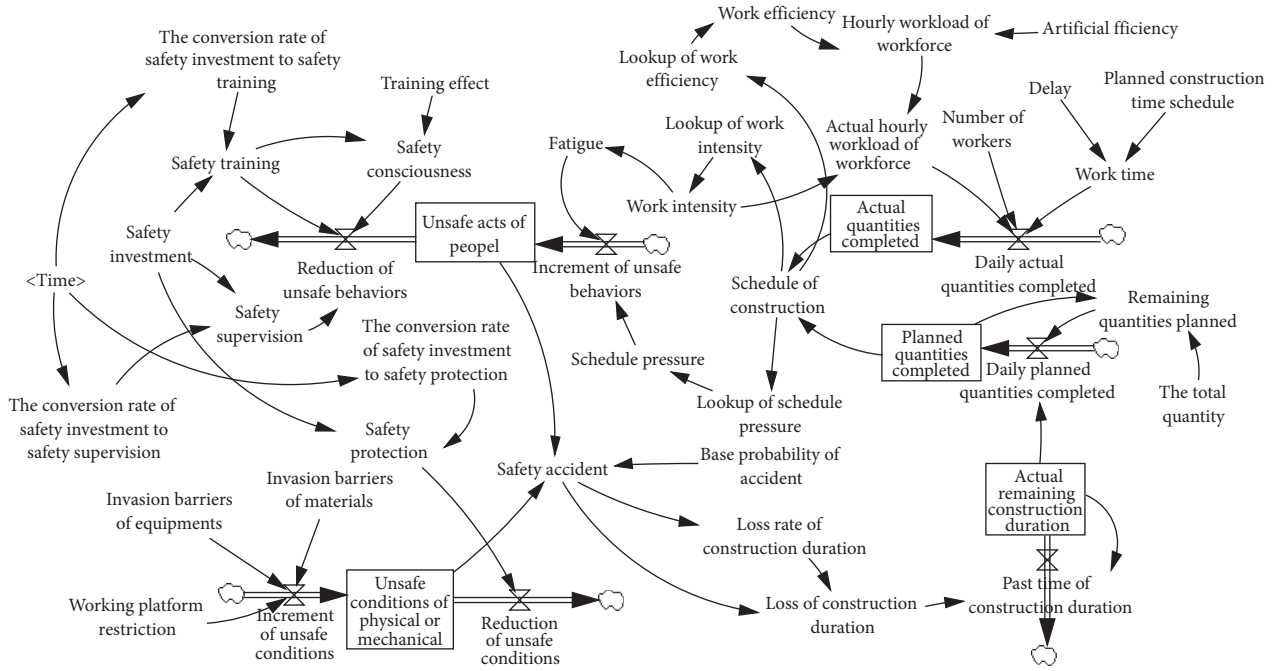 The conversion rate of
safety investment to safety
training
Training effect
Safety training
Safety
consciousness
Safety
investment
<Time>
Reduction of
unsafe behaviors
Safety
supervision
The conversion rate of
safety investment to
safety supervision
The conversion rate
of safety investment
to safety protection
Unsafe acts of
peopel
Fatigue
Increment of unsafe
behaviors
Schedule pressure
Lookup of schedule
pressure
Work efficiency
Lookup of work
efficiency
Lookup of work
intensity
Work intensity
Hourly workload of
workforce
Artificial fficiency
Actual hourly
workload of
workforce
Number of
workers
Delay
Planned construction
time schedule
Work time
Actual
quantities
completed
Daily actual
quantities completed
Schedule of
construction
Planned
quantities
completed
Daily planned
quantities completed
Remaining
quantities planned
The total
quantity
Safety
protection
Safety accident
Base probability of
accident
Invasion barriers
of materials
Invasion barriers
of equipments
Working platform
restriction
Increment
of unsafe
conditions
Unsafe
conditions of
physical or
mechanical
Reduction
of unsafe
conditions
Loss rate of
construction duration
Loss of construction
duration
Actual
remaining
construction
duration
Past time of
construction duration